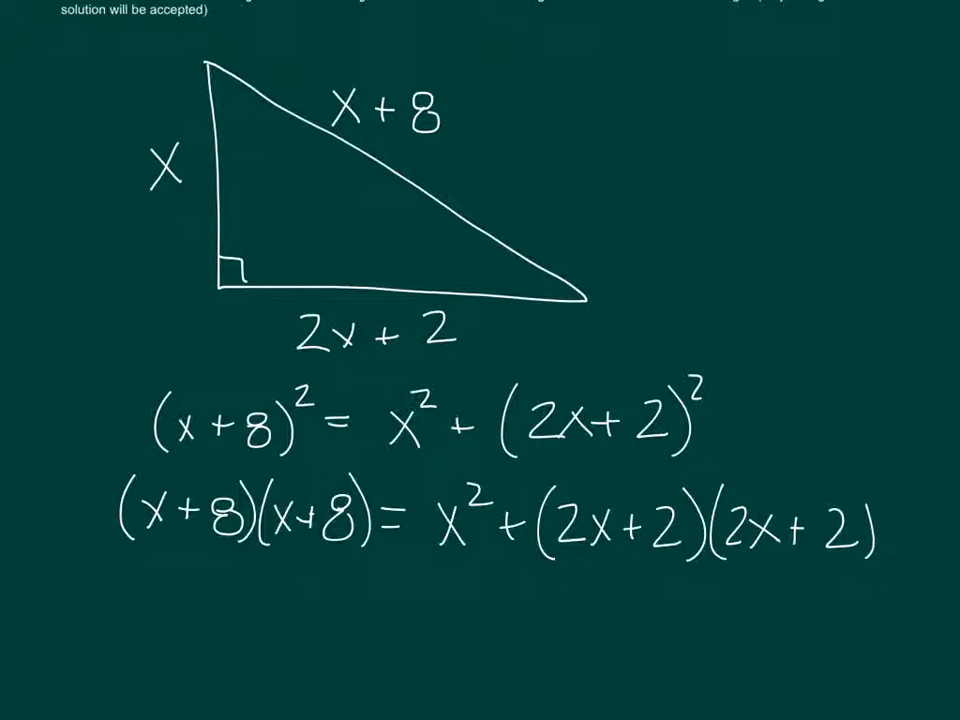 solution will be accepted)
x + 8
x
2x + 2
(x + 8)² = x² + (2x + 2)²
(x + 8)(x + 8) = x² + (2x + 2)(2x + 2)